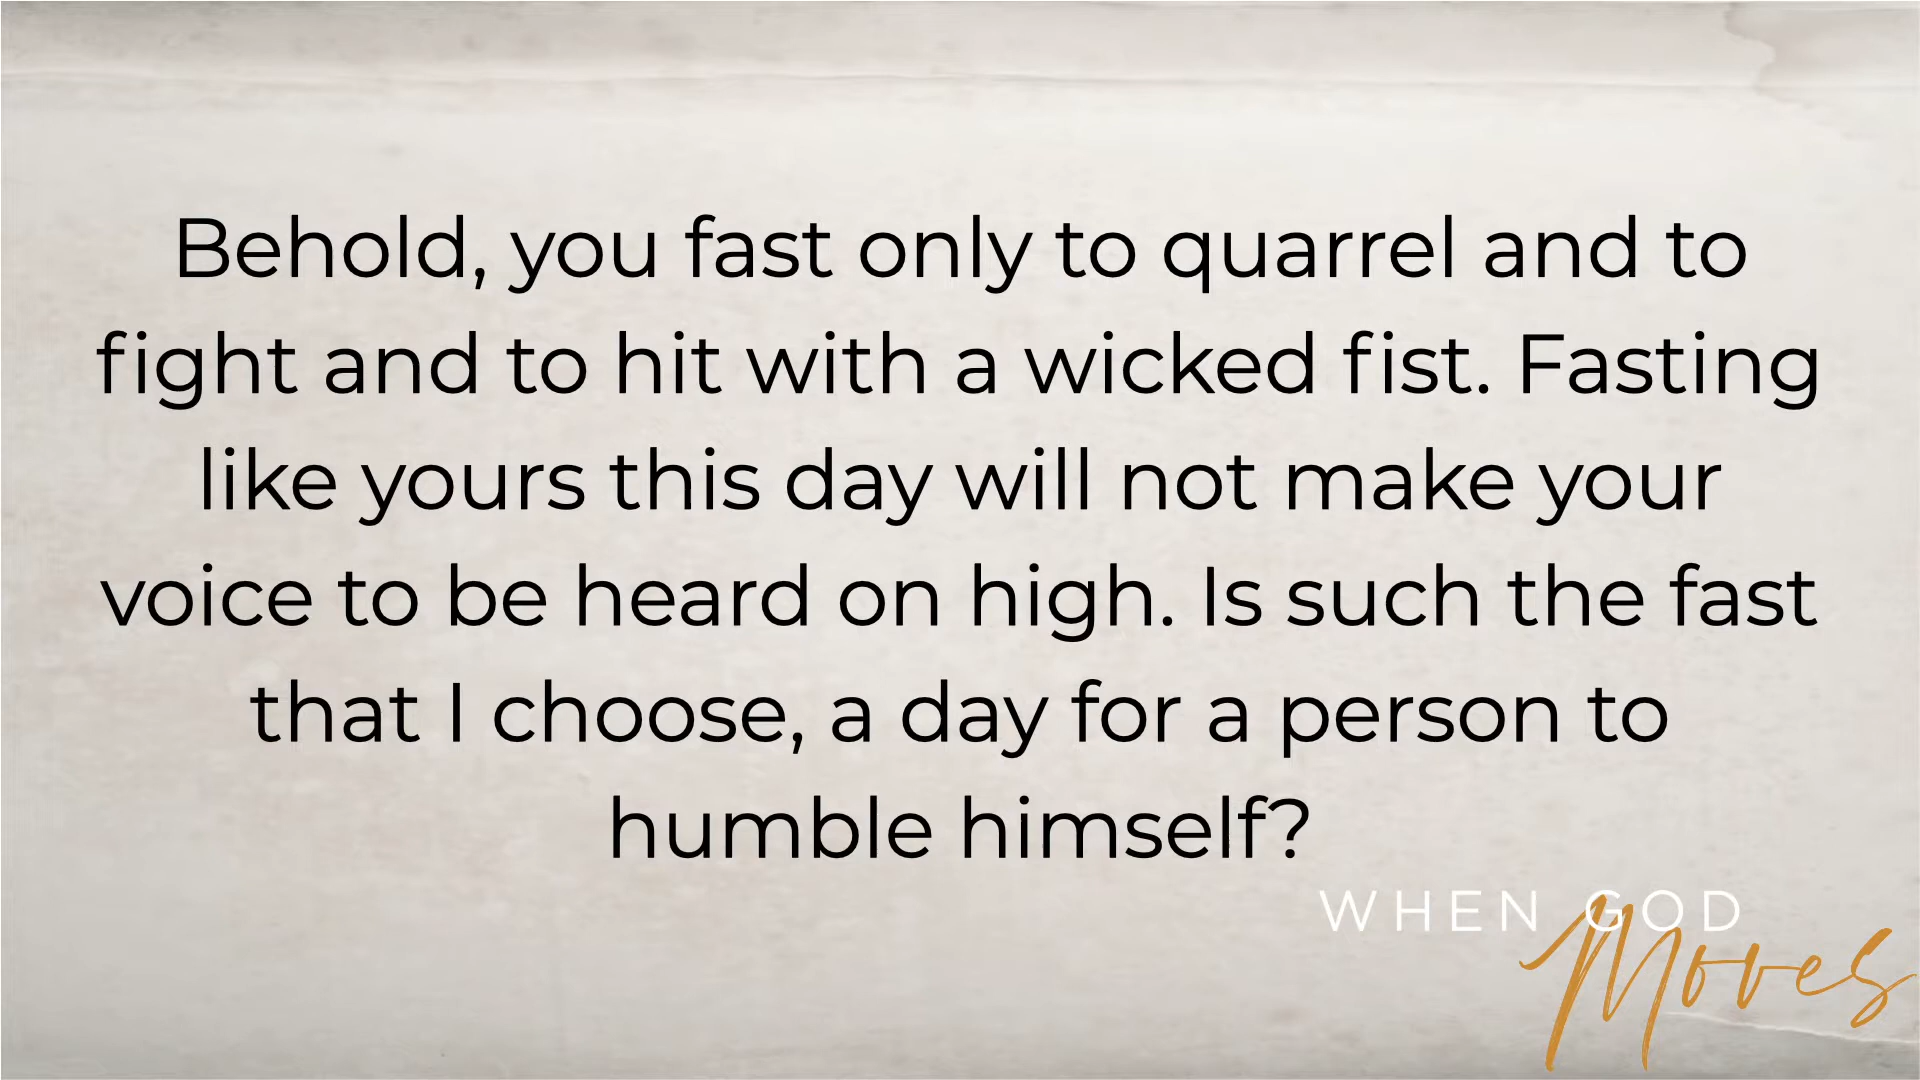 Behold, you fast only to quarrel and to
fight and to hit with a wicked fist. Fasting
like yours this day will not make your
voice to be heard on high. Is such the fast
that I choose, a day for a person to
humble himself?
WHEN GOD
Moves